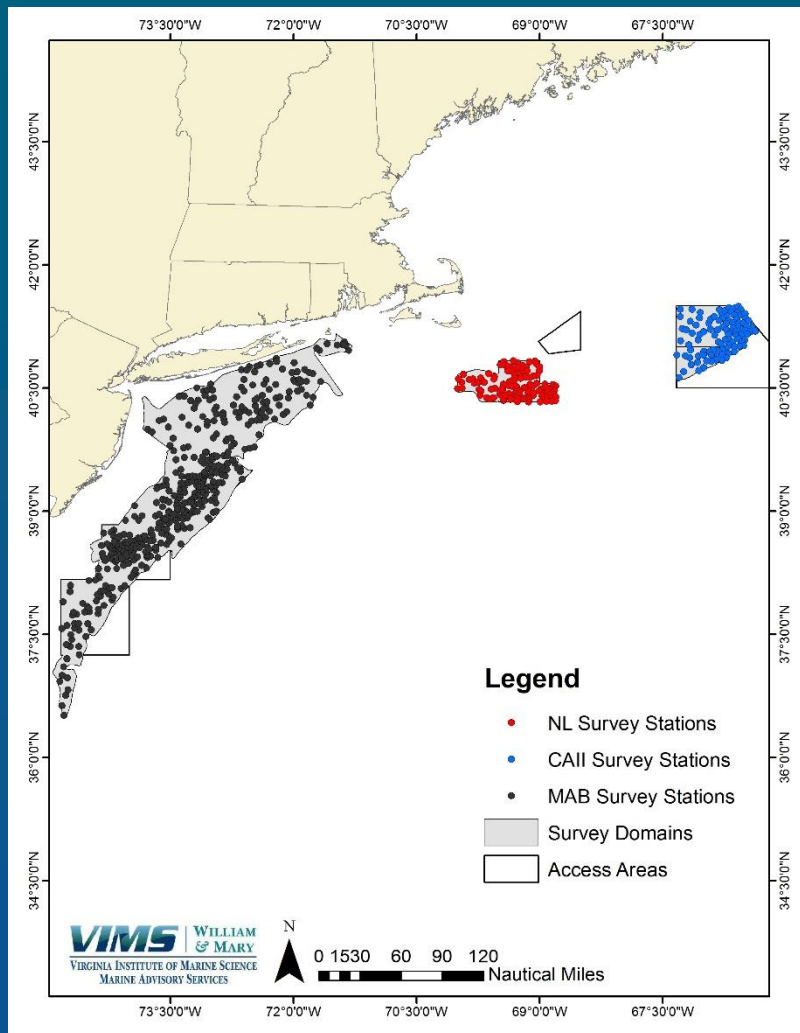 73°30'0"W 72°0'0"W 70°30'0"W 69°0'0"W 67°30'0"W
43°30'0"N 43°30'0"N
42°0'0"N 42°0'0"N
40°30'0"N 40°30'0"N
39°0'0"N 39°0'0"N
37°30'0"N 37°30'0"N
Legend
NL Survey Stations
CAII Survey Stations
MAB Survey Stations
Survey Domains
Access Areas
36°0'0"N 36°0'0"N
34°30'0"N 34°30'0"N
VIMS | WILLIAM
& MARY
VIRGINIA INSTITUTE OF MARINE SCIENCE
MARINE ADVISORY SERVICES
N
0 1530 60 90 120
Nautical Miles
73°30'0"W 72°0'0"W 70°30'0"W 69°0'0"W 67°30'0"W